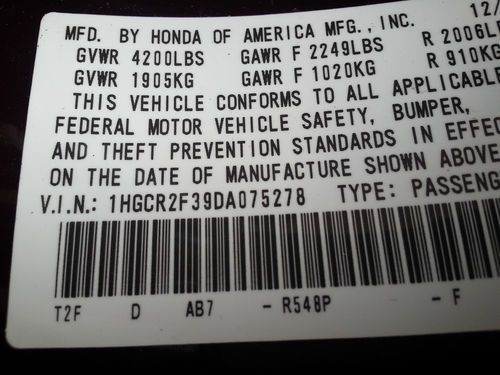 MFD. BY HONDA OF AMERICA MFG., INC. 12/
GVWR 4200LBS GAWR F 2249LBS R 2006L
GVWR 1905KG GAWR F 1020KG R 910KG
THIS VEHICLE CONFORMS TO ALL APPLICABLE
FEDERAL MOTOR VEHICLE SAFETY, BUMPER,
AND THEFT PREVENTION STANDARDS IN EFFEC
ON THE DATE OF MANUFACTURE SHOWN ABOVE
V.I.N.: 1HGCR2F39DA075278 TYPE: PASSENG
T2F D AB7 - R548P - F